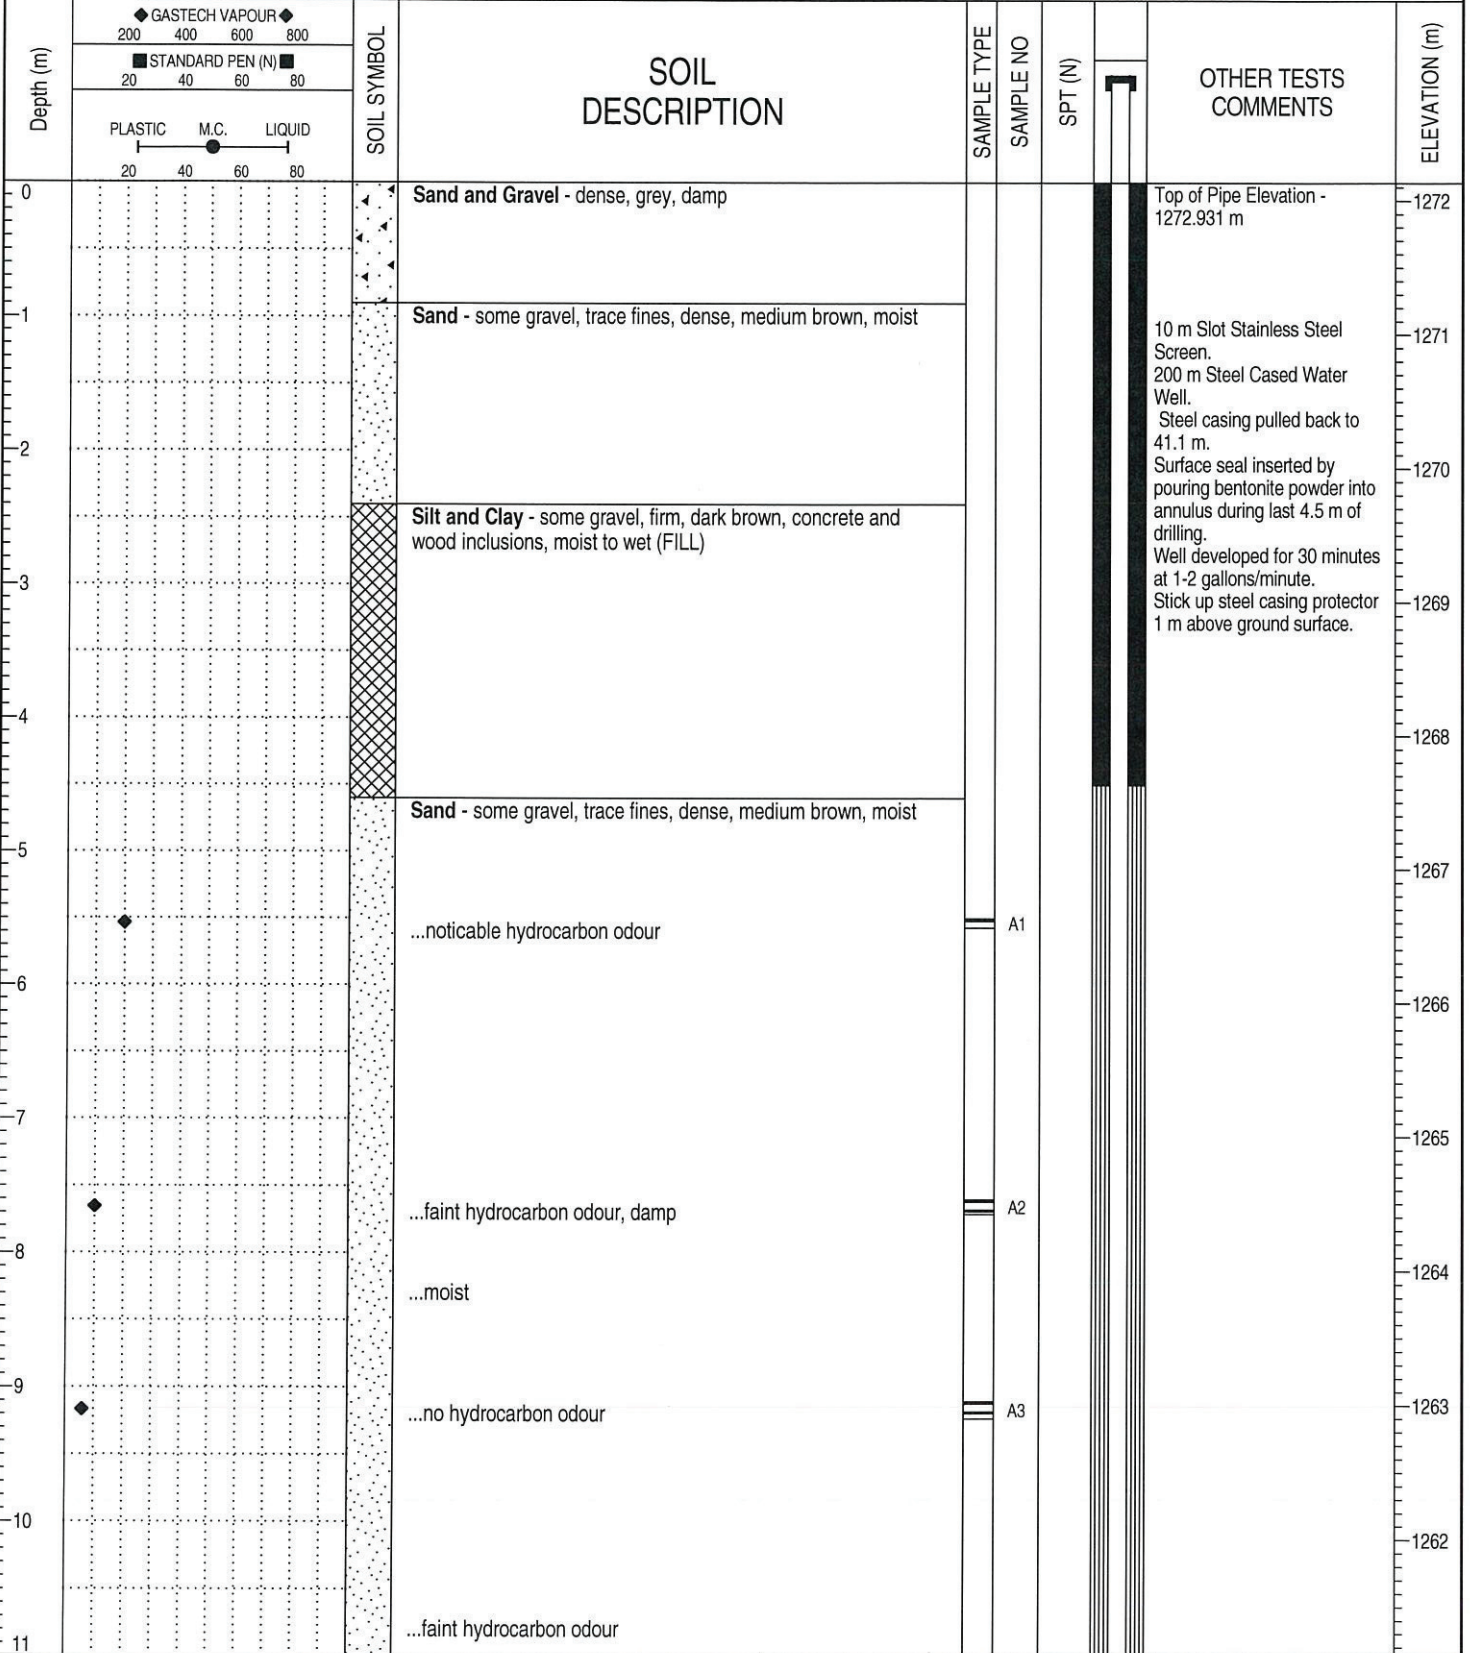 Depth (m)
GASTECH VAPOUR
200 400 600 800
STANDARD PEN (N)
20 40 60 80
PLASTIC M.C. LIQUID
20 40 60 80
SOIL SYMBOL
SOIL
DESCRIPTION
SAMPLE TYPE
SAMPLE NO
SPT (N)
OTHER TESTS
COMMENTS
ELEVATION (m)
0
1
2
3
4
5
6
7
8
9
10
11
Sand and Gravel - dense, grey, damp
Sand - some gravel, trace fines, dense, medium brown, moist
Silt and Clay - some gravel, firm, dark brown, concrete and
wood inclusions, moist to wet (FILL)
Sand - some gravel, trace fines, dense, medium brown, moist
...noticable hydrocarbon odour
...faint hydrocarbon odour, damp
...moist
...no hydrocarbon odour
...faint hydrocarbon odour
A1
A2
A3
Top of Pipe Elevation -
1272.931 m
10 m Slot Stainless Steel
Screen.
200 m Steel Cased Water
Well.
Steel casing pulled back to
41.1 m.
Surface seal inserted by
pouring bentonite powder into
annulus during last 4.5 m of
drilling.
Well developed for 30 minutes
at 1-2 gallons/minute.
Stick up steel casing protector
1 m above ground surface.
1272
1271
1270
1269
1268
1267
1266
1265
1264
1263
1262